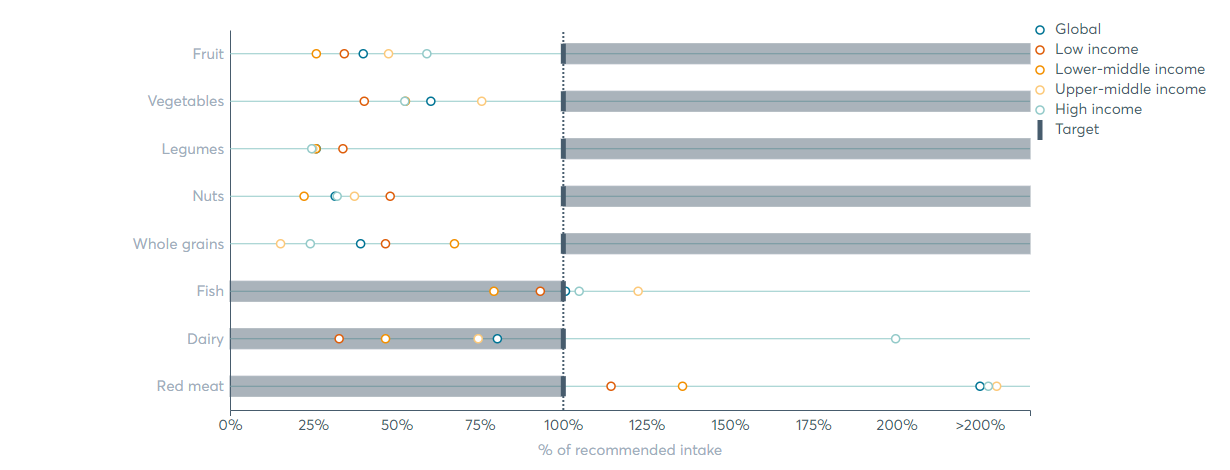 Global
Low income
Lower-middle income
Upper-middle income
High income
Target
Fruit
Vegetables
Legumes
Nuts
Whole grains
Fish
Dairy
Red meat
0% 25% 50% 75% 100% 125% 150% 175% 200% >200%
% of recommended intake